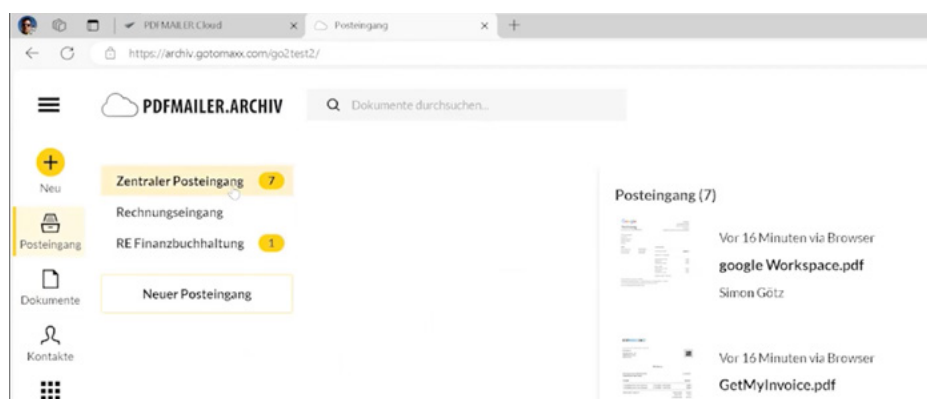 PDFMAILER Cloud
Posteingang
https://archiv.gotomaxx.com/go2test2/
PDFMAILER.ARCHIV
Dokumente durchsuchen...
Neu
Posteingang
Dokumente
Kontakte
Zentraler Posteingang 7
Rechnungseingang
RE Finanzbuchhaltung 1
Neuer Posteingang
Posteingang (7)
Google
Vor 16 Minuten via Browser
google Workspace.pdf
Simon Götz
Vor 16 Minuten via Browser
GetMyInvoice.pdf